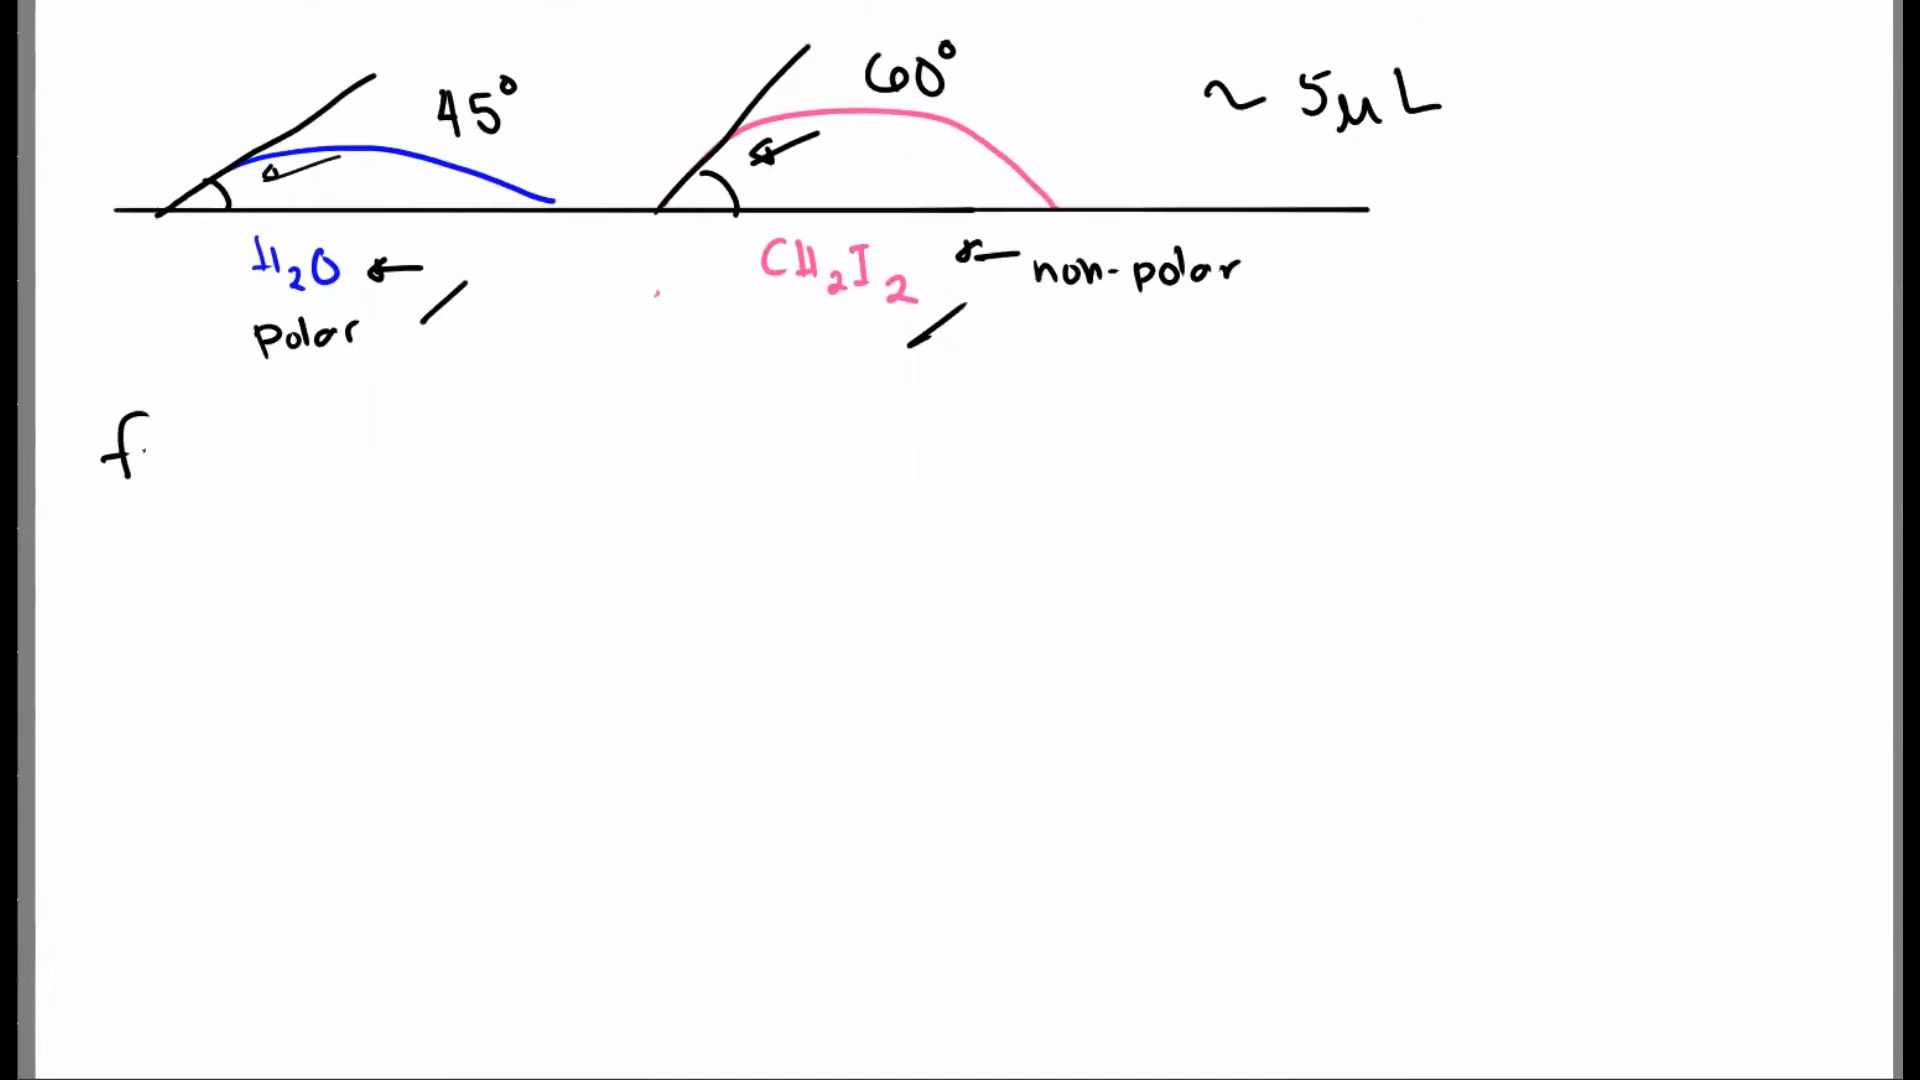 45° 60° ~ 5μL
H₂O CH₂I₂ non-polar
polar
f